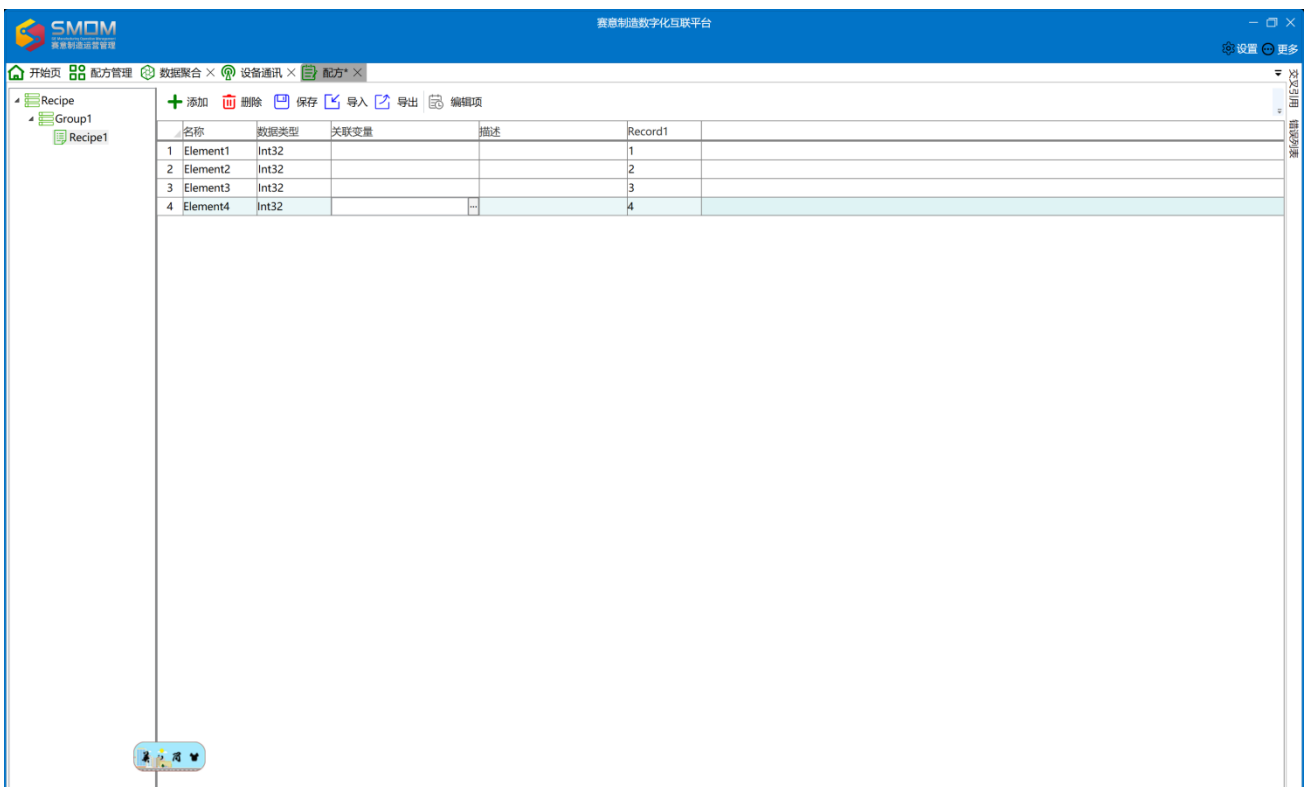 SMOM
赛意制造运营管理
赛意制造数字化互联平台
设置 更多
开始页 配方管理 数据聚合 设备通讯 配方*
交叉引用 错误列表
Recipe
Group1
Recipe1
添加 删除 保存 导入 导出 编辑项
名称 数据类型 关联变量 描述 Record1
1 Element1 Int32 1
2 Element2 Int32 2
3 Element3 Int32 3
4 Element4 Int32 ... 4